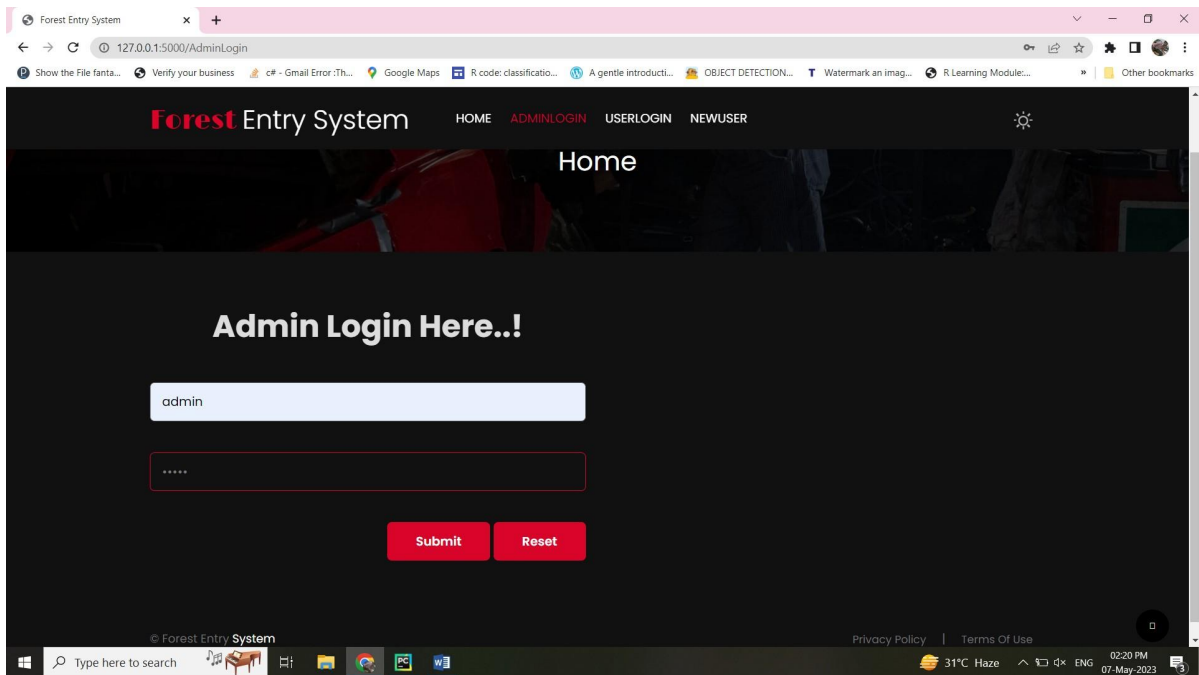 Forest Entry System
127.0.0.1:5000/AdminLogin
Show the File fanta... Verify your business c# - Gmail Error :Th... Google Maps R code: classificatio... A gentle introducti... OBJECT DETECTION... T Watermark an imag... R Learning Module:... » Other bookmarks
Forest Entry System HOME ADMINLOGIN USERLOGIN NEWUSER
Home
Admin Login Here..!
admin
•••••
Submit Reset
© Forest Entry System Privacy Policy | Terms Of Use
Type here to search PC W 31°C Haze ENG 02:20 PM
07-May-2023 3